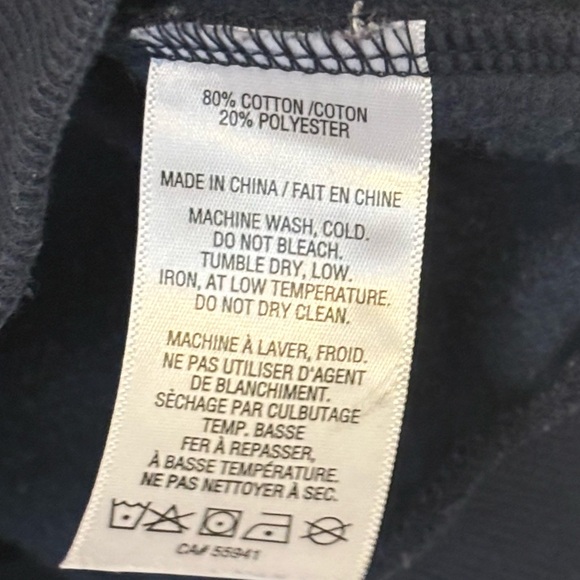 80% COTTON /COTON
20% POLYESTER
MADE IN CHINA / FAIT EN CHINE
MACHINE WASH, COLD.
DO NOT BLEACH.
TUMBLE DRY, LOW.
IRON, AT LOW TEMPERATURE.
DO NOT DRY CLEAN.
MACHINE À LAVER, FROID.
NE PAS UTILISER D'AGENT
DE BLANCHIMENT.
SÈCHAGE PAR CULBUTAGE
TEMP. BASSE
FER À REPASSER,
À BASSE TEMPÉRATURE.
NE PAS NETTOYER À SEC.
CA# 55941